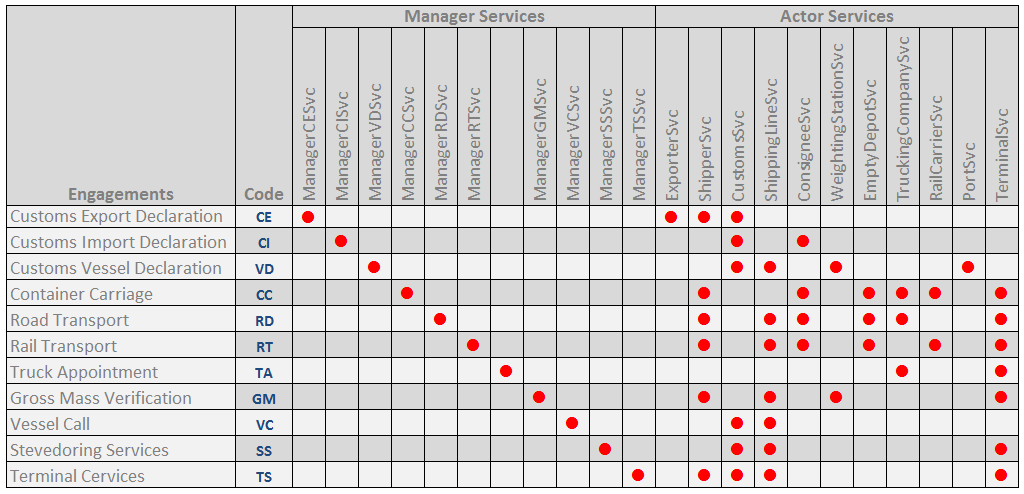 Manager Services Actor Services
Engagements Code ManagerCESvc ManagerCISvc ManagerVDSvc ManagerCCSvc ManagerRDSvc ManagerRTSvc ManagerGMSvc ManagerVCSvc ManagerSSSvc ManagerTSSvc ExporterSvc ShipperSvc CustomsSvc ShippingLineSvc ConsigneeSvc WeightingStationSvc EmptyDepotSvc TruckingCompanySvc RailCarrierSvc PortSvc TerminalSvc
Customs Export Declaration CE
Customs Import Declaration CI
Customs Vessel Declaration VD
Container Carriage CC
Road Transport RD
Rail Transport RT
Truck Appointment TA
Gross Mass Verification GM
Vessel Call VC
Stevedoring Services SS
Terminal Cervices TS